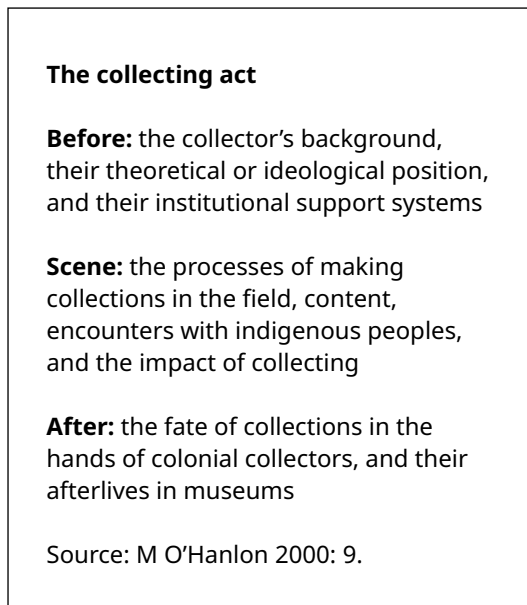 The collecting act
Before: the collector’s background,
their theoretical or ideological position,
and their institutional support systems
Scene: the processes of making
collections in the field, content,
encounters with indigenous peoples,
and the impact of collecting
After: the fate of collections in the
hands of colonial collectors, and their
afterlives in museums
Source: M O’Hanlon 2000: 9.